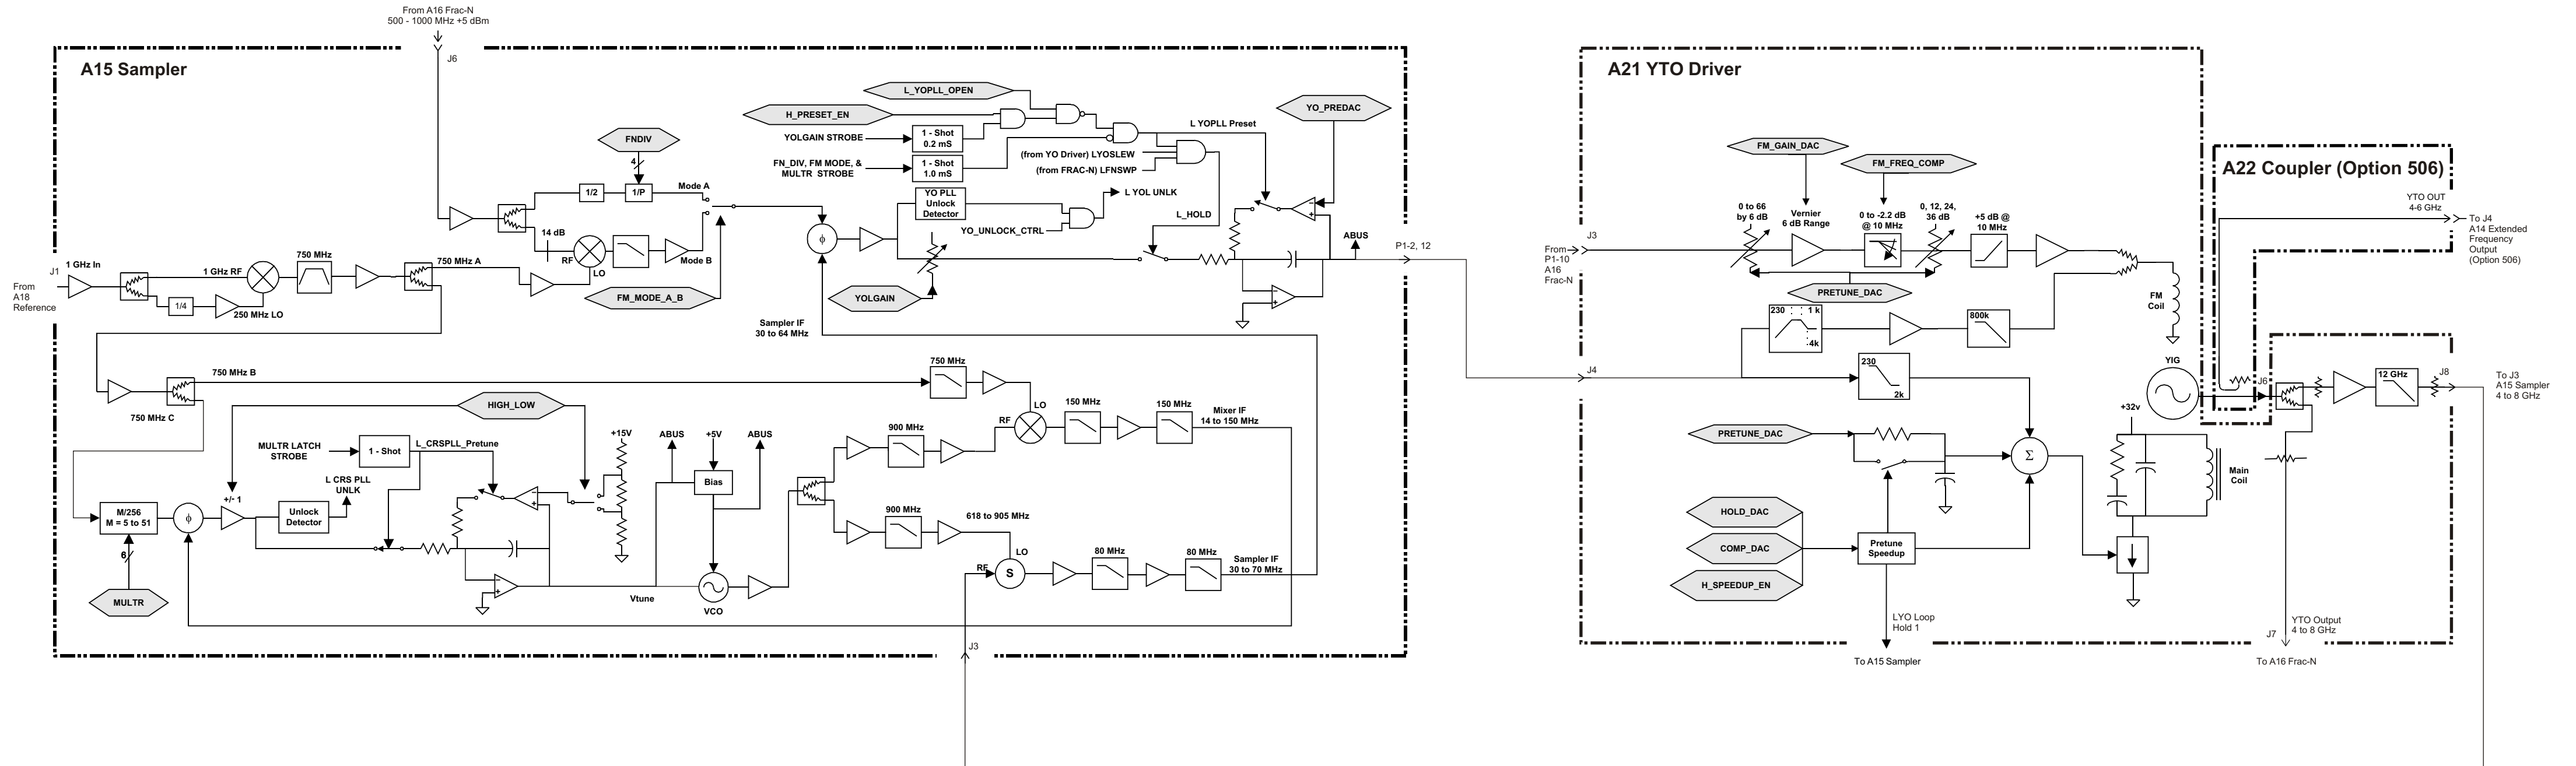 From A16 Frac-N
500 - 1000 MHz +5 dBm
J6
A15 Sampler
L_YOPLL_OPEN
H_PRESET_EN
YO_PREDAC
YOLGAIN STROBE
1 - Shot
0.2 mS
L YOPLL Preset
FNDIV
4
FN_DIV, FM MODE, &
MULTR STROBE
1 - Shot
1.0 mS
(from YO Driver) LYOSLEW
(from FRAC-N) LFNSWP
1/2
1/P
Mode A
YO PLL
Unlock
Detector
L YOL UNLK
L_HOLD
YO_UNLOCK_CTRL
14 dB
RF
LO
Mode B
ϕ
ABUS
P1-2, 12
J1
1 GHz In
From
A18
Reference
1 GHz RF
750 MHz
750 MHz A
1/4
250 MHz LO
FM_MODE_A_B
YOLGAIN
Sampler IF
30 to 64 MHz
750 MHz B
750 MHz C
750 MHz
HIGH_LOW
LO
RF
150 MHz
150 MHz
Mixer IF
14 to 150 MHz
MULTR LATCH
STROBE
1 - Shot
L_CRSPLL_Pretune
+15V
ABUS
+5V
ABUS
900 MHz
Bias
L CRS PLL
UNLK
+/- 1
M/256
M = 5 to 51
ϕ
Unlock
Detector
6
MULTR
Vtune
VCO
900 MHz
618 to 905 MHz
LO
RF
S
80 MHz
80 MHz
Sampler IF
30 to 70 MHz
J3
A21 YTO Driver
FM_GAIN_DAC
FM_FREQ_COMP
0 to 66
by 6 dB
Vernier
6 dB Range
0 to -2.2 dB
@ 10 MHz
0, 12, 24,
36 dB
+5 dB @
10 MHz
From
P1-10
A16
Frac-N
J3
PRETUNE_DAC
FM
Coil
230
1 k
4k
800k
J4
230
2k
YIG
PRETUNE_DAC
Σ
+32v
Main
Coil
HOLD_DAC
COMP_DAC
H_SPEEDUP_EN
Pretune
Speedup
LYO Loop
Hold 1
To A15 Sampler
A22 Coupler (Option 506)
YTO OUT
4-6 GHz
To J4
A14 Extended
Frequency
Output
(Option 506)
J6
12 GHz
J8
To J3
A15 Sampler
4 to 8 GHz
YTO Output
4 to 8 GHz
J7
To A16 Frac-N